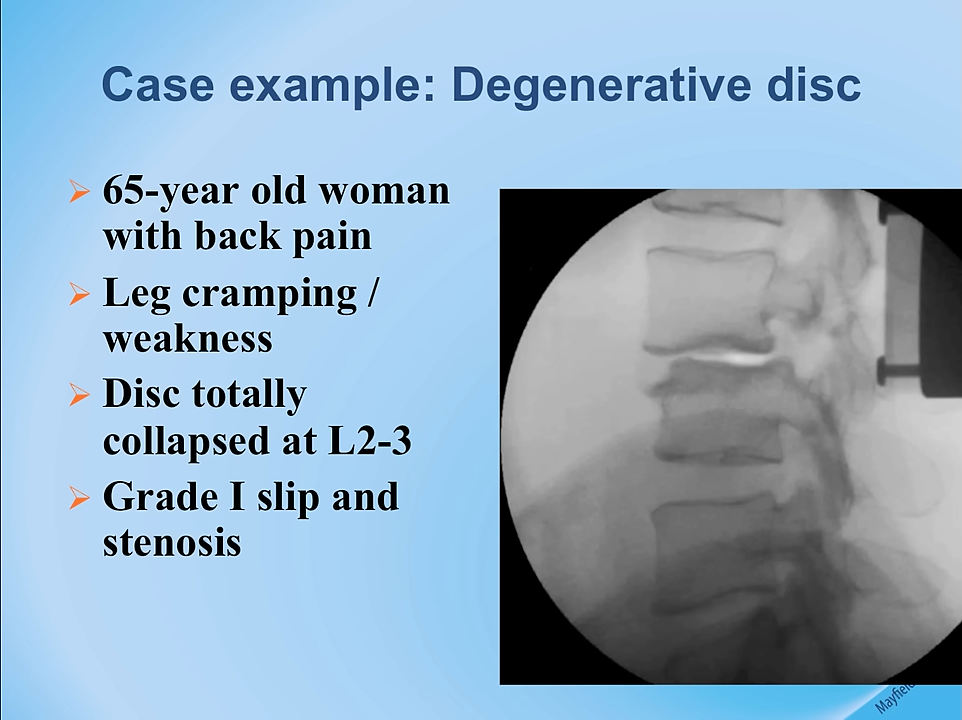 Case example: Degenerative disc
65-year old woman
with back pain
Leg cramping /
weakness
Disc totally
collapsed at L2-3
Grade I slip and
stenosis
Mayfield